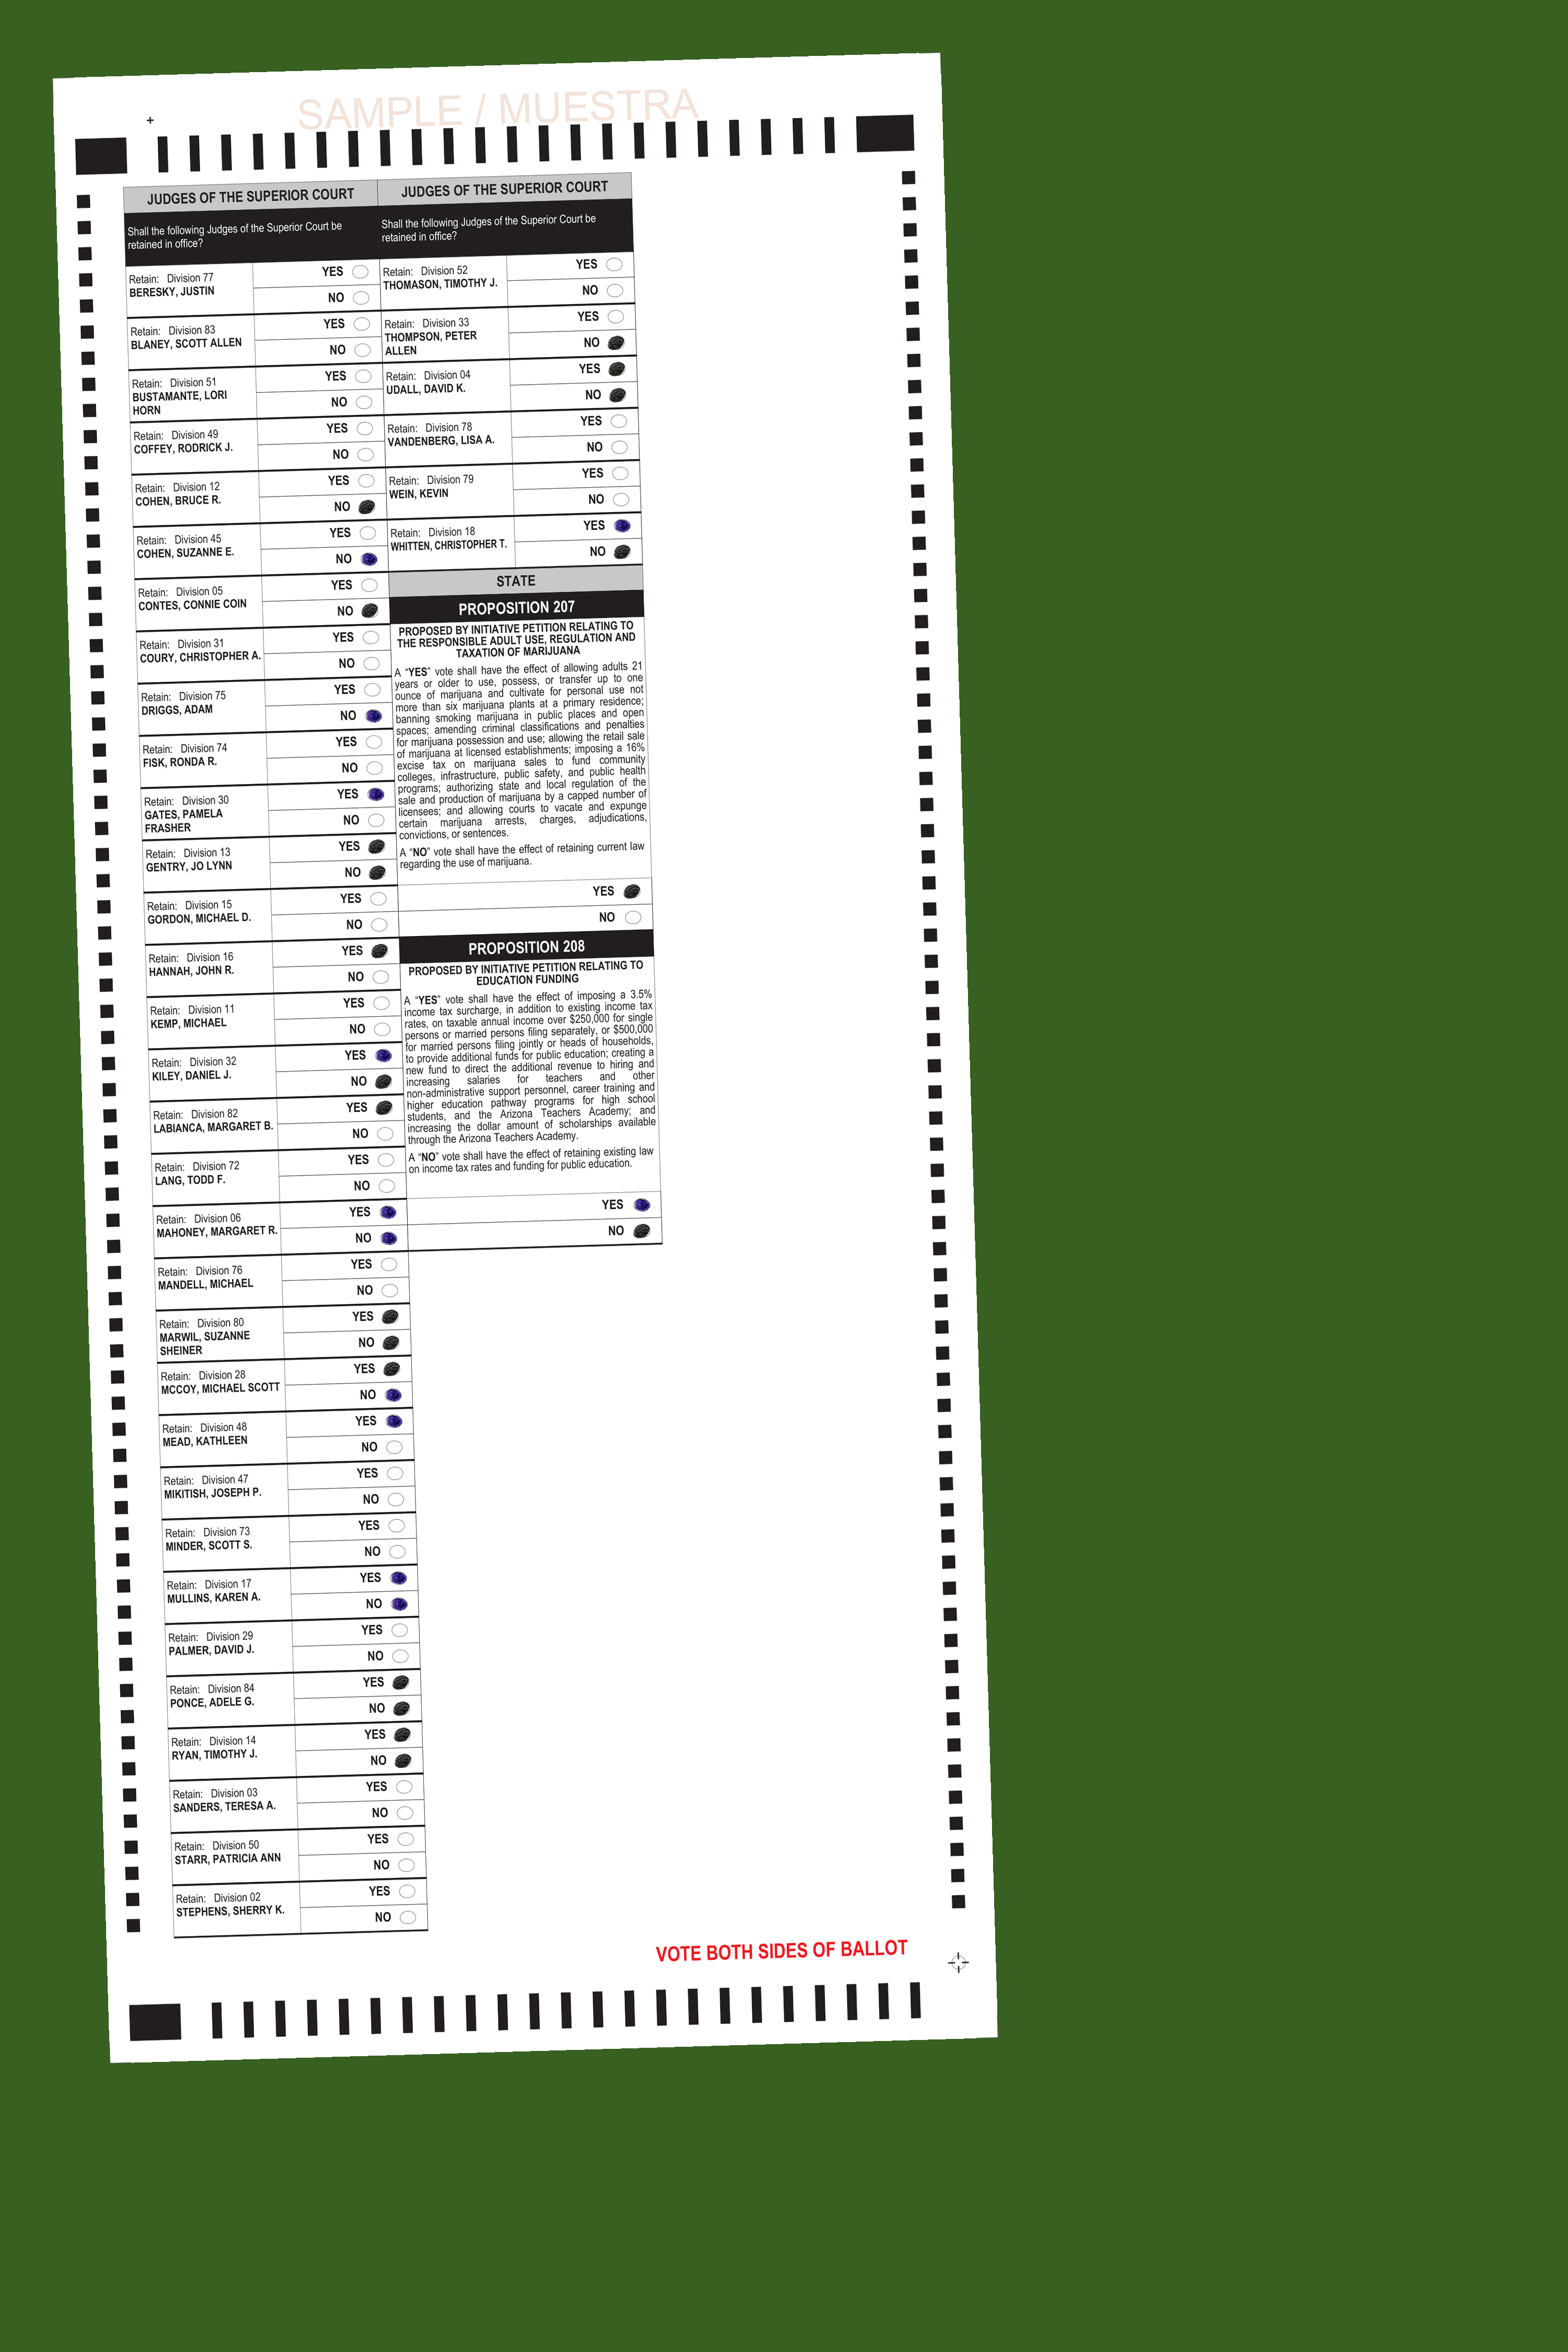 SAMPLE / MUESTRA
JUDGES OF THE SUPERIOR COURT
Shall the following Judges of the Superior Court be
retained in office?
Retain: Division 77
BERESKY, JUSTIN
YES
NO
Retain: Division 83
BLANEY, SCOTT ALLEN
YES
NO
Retain: Division 51
BUSTAMANTE, LORI
HORN
YES
NO
Retain: Division 49
COFFEY, RODRICK J.
YES
NO
Retain: Division 12
COHEN, BRUCE R.
YES
NO
Retain: Division 45
COHEN, SUZANNE E.
YES
NO
Retain: Division 05
CONTES, CONNIE COIN
YES
NO
Retain: Division 31
COURY, CHRISTOPHER A.
YES
NO
Retain: Division 75
DRIGGS, ADAM
YES
NO
Retain: Division 74
FISK, RONDA R.
YES
NO
Retain: Division 30
GATES, PAMELA
FRASHER
YES
NO
Retain: Division 13
GENTRY, JO LYNN
YES
NO
Retain: Division 15
GORDON, MICHAEL D.
YES
NO
Retain: Division 16
HANNAH, JOHN R.
YES
NO
Retain: Division 11
KEMP, MICHAEL
YES
NO
Retain: Division 32
KILEY, DANIEL J.
YES
NO
Retain: Division 82
LABIANCA, MARGARET B.
YES
NO
Retain: Division 72
LANG, TODD F.
YES
NO
Retain: Division 06
MAHONEY, MARGARET R.
YES
NO
Retain: Division 76
MANDELL, MICHAEL
YES
NO
Retain: Division 80
MARWIL, SUZANNE
SHEINER
YES
NO
Retain: Division 28
MCCOY, MICHAEL SCOTT
YES
NO
Retain: Division 48
MEAD, KATHLEEN
YES
NO
Retain: Division 47
MIKITISH, JOSEPH P.
YES
NO
Retain: Division 73
MINDER, SCOTT S.
YES
NO
Retain: Division 17
MULLINS, KAREN A.
YES
NO
Retain: Division 29
PALMER, DAVID J.
YES
NO
Retain: Division 84
PONCE, ADELE G.
YES
NO
Retain: Division 14
RYAN, TIMOTHY J.
YES
NO
Retain: Division 03
SANDERS, TERESA A.
YES
NO
Retain: Division 50
STARR, PATRICIA ANN
YES
NO
Retain: Division 02
STEPHENS, SHERRY K.
YES
NO
JUDGES OF THE SUPERIOR COURT
Shall the following Judges of the Superior Court be
retained in office?
Retain: Division 52
THOMASON, TIMOTHY J.
YES
NO
Retain: Division 33
THOMPSON, PETER
ALLEN
YES
NO
Retain: Division 04
UDALL, DAVID K.
YES
NO
Retain: Division 78
VANDENBERG, LISA A.
YES
NO
Retain: Division 79
WEIN, KEVIN
YES
NO
Retain: Division 18
WHITTEN, CHRISTOPHER T.
YES
NO
STATE
PROPOSITION 207
PROPOSED BY INITIATIVE PETITION RELATING TO
THE RESPONSIBLE ADULT USE, REGULATION AND
TAXATION OF MARIJUANA
A “YES” vote shall have the effect of allowing adults 21
years or older to use, possess, or transfer up to one
ounce of marijuana and cultivate for personal use not
more than six marijuana plants at a primary residence;
banning smoking marijuana in public places and open
spaces; amending criminal classifications and penalties
for marijuana possession and use; allowing the retail sale
of marijuana at licensed establishments; imposing a 16%
excise tax on marijuana sales to fund community
colleges, infrastructure, public safety, and public health
programs; authorizing state and local regulation of the
sale and production of marijuana by a capped number of
licensees; and allowing courts to vacate and expunge
certain marijuana arrests, charges, adjudications,
convictions, or sentences.
A “NO” vote shall have the effect of retaining current law
regarding the use of marijuana.
YES
NO
PROPOSITION 208
PROPOSED BY INITIATIVE PETITION RELATING TO
EDUCATION FUNDING
A “YES” vote shall have the effect of imposing a 3.5%
income tax surcharge, in addition to existing income tax
rates, on taxable annual income over $250,000 for single
persons or married persons filing separately, or $500,000
for married persons filing jointly or heads of households,
to provide additional funds for public education; creating a
new fund to direct the additional revenue to hiring and
increasing salaries for teachers and other
non-administrative support personnel, career training and
higher education pathway programs for high school
students, and the Arizona Teachers Academy; and
increasing the dollar amount of scholarships available
through the Arizona Teachers Academy.
A “NO” vote shall have the effect of retaining existing law
on income tax rates and funding for public education.
YES
NO
VOTE BOTH SIDES OF BALLOT